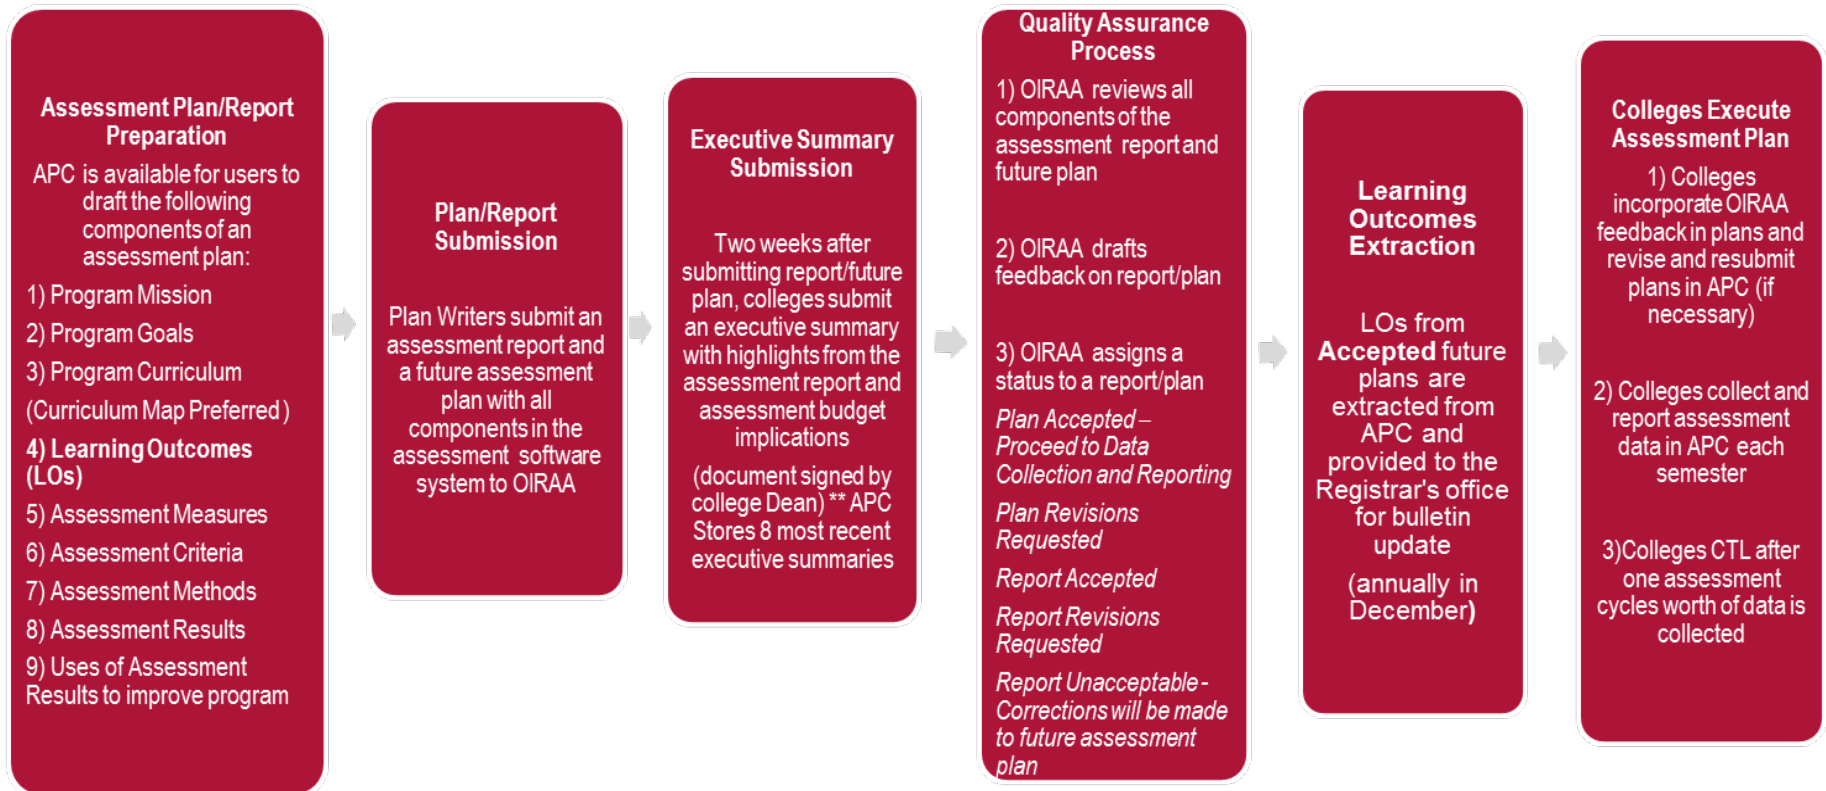 Assessment Plan/Report
Preparation
APC is available for users to
draft the following
components of an
assessment plan:
1) Program Mission
2) Program Goals
3) Program Curriculum
(Curriculum Map Preferred )
4) Learning Outcomes
(LOs)
5) Assessment Measures
6) Assessment Criteria
7) Assessment Methods
8) Assessment Results
9) Uses of Assessment
Results to improve program
Plan/Report
Submission
Plan Writers submit an
assessment report and
a future assessment
plan with all
components in the
assessment software
system to OIRAA
Executive Summary
Submission
Two weeks after
submitting report/future
plan, colleges submit
an executive summary
with highlights from the
assessment report and
assessment budget
implications
(document signed by
college Dean) ** APC
Stores 8 most recent
executive summaries
Quality Assurance
Process
1) OIRAA reviews all
components of the
assessment report and
future plan
2) OIRAA drafts
feedback on report/plan
3) OIRAA assigns a
status to a report/plan
Plan Accepted –
Proceed to Data
Collection and Reporting
Plan Revisions
Requested
Report Accepted
Report Revisions
Requested
Report Unacceptable -
Corrections will be made
to future assessment
plan
Learning
Outcomes
Extraction
LOs from
Accepted future
plans are
extracted from
APC and
provided to the
Registrar's office
for bulletin
update
(annually in
December)
Colleges Execute
Assessment Plan
1) Colleges
incorporate OIRAA
feedback in plans and
revise and resubmit
plans in APC (if
necessary)
2) Colleges collect and
report assessment
data in APC each
semester
3)Colleges CTL after
one assessment
cycles worth of data is
collected